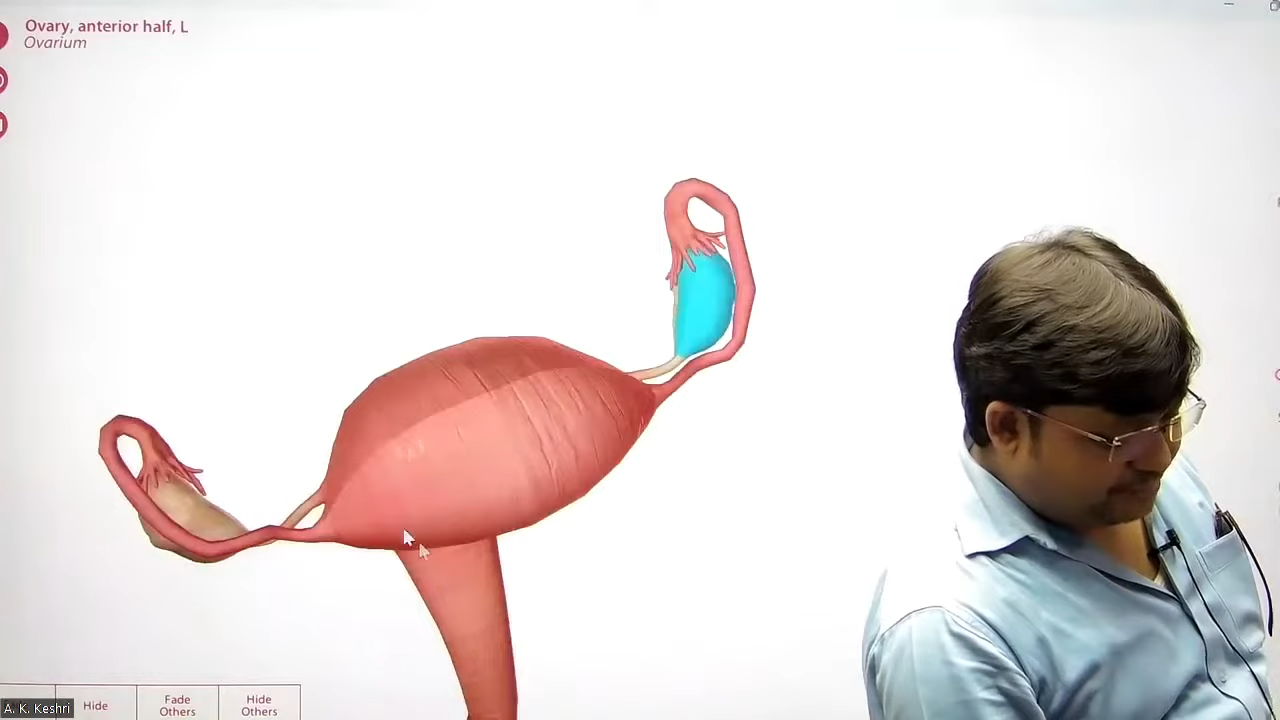 Ovary, anterior half, L
Ovarium
Hide
Fade
Others
Hide
Others
A. K. Keshri